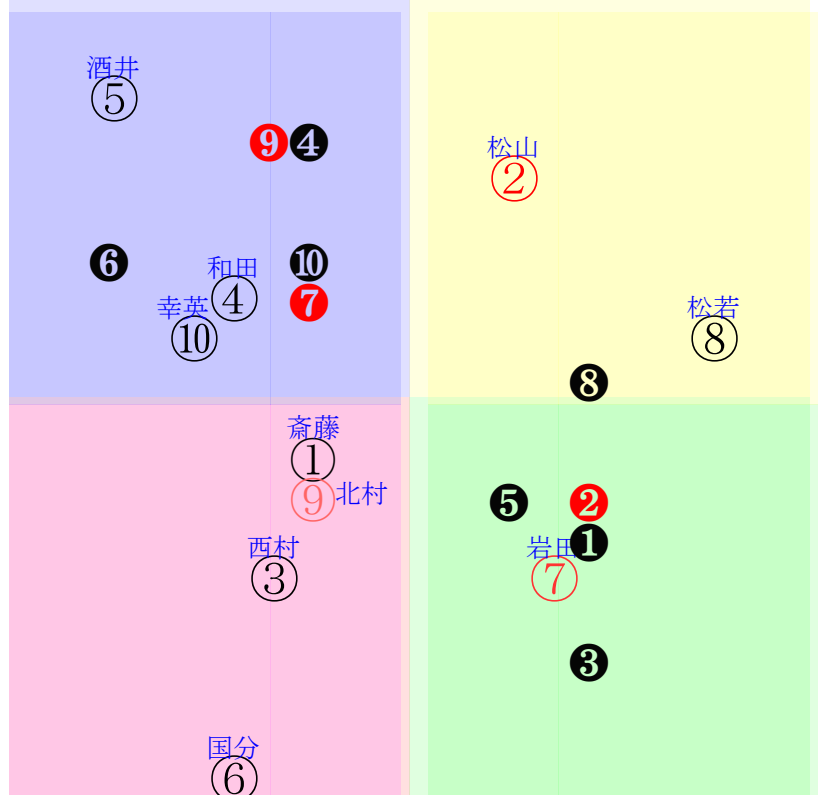 酒井
⑤
❾❹
松山
②
❻
和田
④
❿
❼
幸英
⑩
松若
⑧
❽
斎藤
①
⑨北村
❺
❷
❶
西村
③
岩田
⑦
❸
国分
⑥